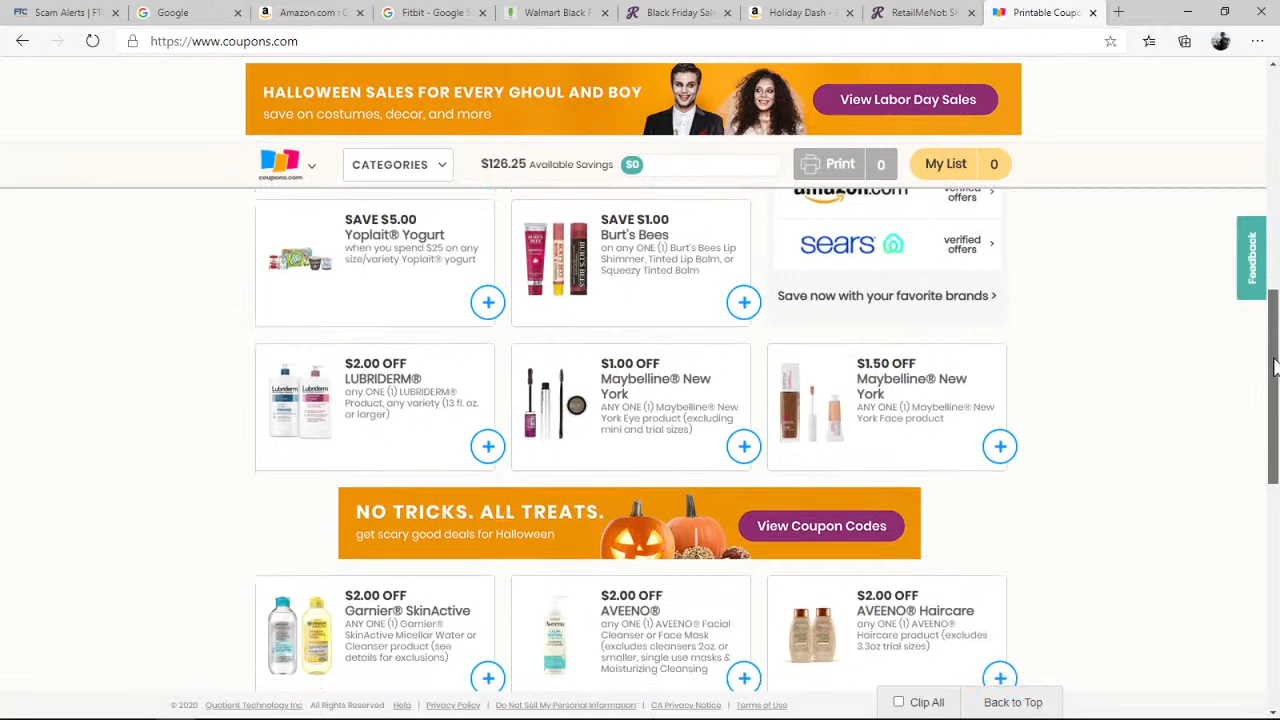 Sam Antar | FT
Google
Amazon.com : C
Fitbit - Google S
Walmart Black F
Black Friday Sale
Holiday Dash - E
RetailMeNot: Sh
Printable Coupo
https://www.coupons.com
HALLOWEEN SALES FOR EVERY GHOUL AND BOY
save on costumes, decor, and more
View Labor Day Sales
coupons.com
CATEGORIES
$126.25 Available Savings
$0
Print 0
My List 0
amazon.com
verified
offers
sears
verified
offers
Save now with your favorite brands >
SAVE $5.00
Yoplait® Yogurt
when you spend $25 on any
size/variety Yoplait® yogurt
SAVE $1.00
Burt's Bees
on any ONE (1) Burt's Bees Lip
Shimmer, Tinted Lip Balm, or
Squeezy Tinted Balm
Feedback
$2.00 OFF
LUBRIDERM®
any ONE (1) LUBRIDERM®
Product, any variety (13 fl. oz.
or larger)
$1.00 OFF
Maybelline® New
York
ANY ONE (1) Maybelline® New
York Eye product (excluding
mini and trial sizes)
$1.50 OFF
Maybelline® New
York
ANY ONE (1) Maybelline® New
York Face product
NO TRICKS. ALL TREATS.
get scary good deals for Halloween
View Coupon Codes
$2.00 OFF
Garnier® SkinActive
ANY ONE (1) Garnier®
SkinActive Micellar Water or
Cleanser product (see
details for exclusions)
$2.00 OFF
AVEENO®
any ONE (1) AVEENO® Facial
Cleanser or Face Mask
(excludes cleansers 2oz. or
smaller, single use masks &
Moisturizing Cleansing
$2.00 OFF
AVEENO® Haircare
any ONE (1) AVEENO®
Haircare product (excludes
3.3oz trial sizes)
© 2020 Quotient Technology Inc All Rights Reserved Help | Privacy Policy | Do Not Sell My Personal Information | CA Privacy Notice | Terms of Use
Clip All
Back to Top